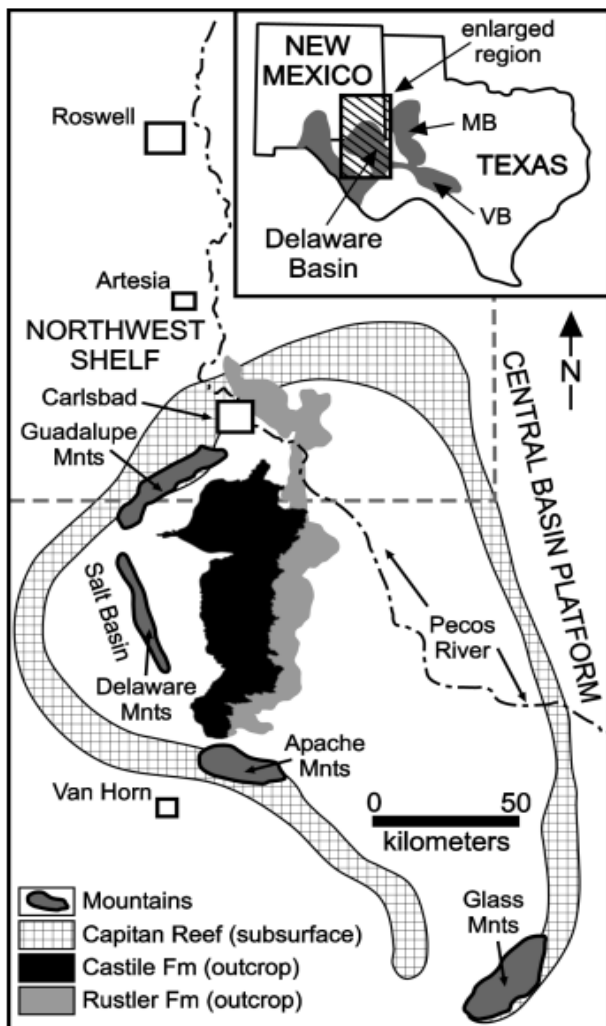 NEW
MEXICO
enlarged
region
MB
TEXAS
VB
Delaware
Basin
Roswell
Artesia
NORTHWEST
SHELF
Carlsbad
Guadalupe
Mnts
N
CENTRAL BASIN PLATFORM
Salt Basin
Delaware
Mnts
Pecos
River
Apache
Mnts
Van Horn
0 50
kilometers
Glass
Mnts
Mountains
Capitan Reef (subsurface)
Castile Fm (outcrop)
Rustler Fm (outcrop)